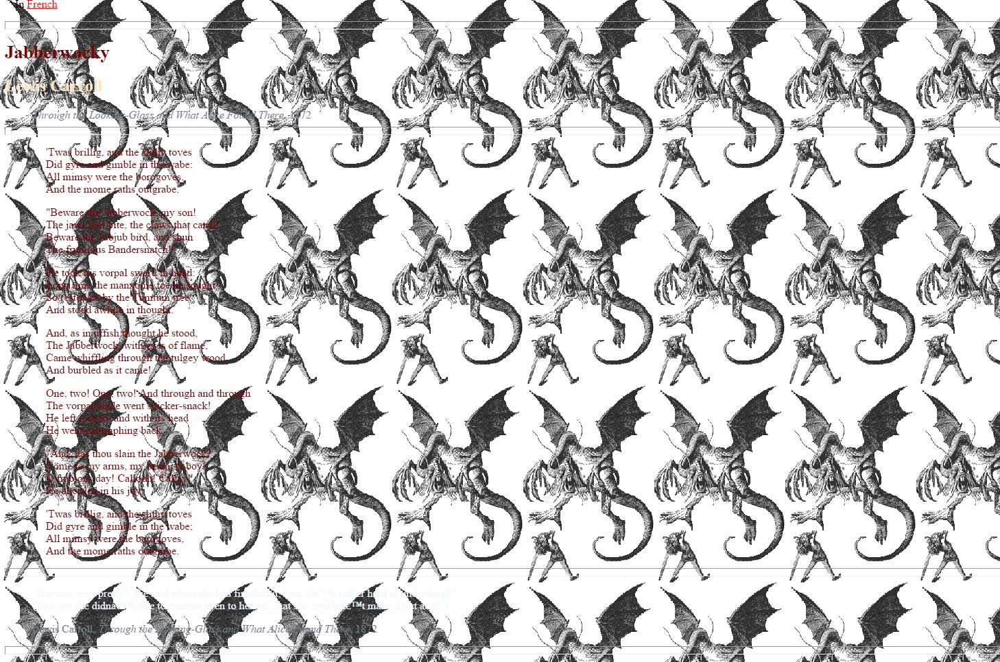 In French
Jabberwocky
Lewis Carroll
Through the Looking-Glass and What Alice Found There, 1872
'Twas brillig, and the slithy toves
Did gyre and gimble in the wabe:
All mimsy were the borogoves,
And the mome raths outgrabe.
"Beware the Jabberwock, my son!
The jaws that bite, the claws that catch!
Beware the Jubjub bird, and shun
The frumious Bandersnatch!"
He took his vorpal sword in hand:
Long time the manxome foe he sought
So rested he by the Tumtum tree,
And stood awhile in thought.
And, as in uffish thought he stood,
The Jabberwock, with eyes of flame,
Came whiffling through the tulgey wood,
And burbled as it came!
One, two! One, two! And through and through
The vorpal blade went snicker-snack!
He left it dead, and with its head
He went galumphing back.
"And, has thou slain the Jabberwock?
Come to my arms, my beamish boy!
O frabjous day! Callooh! Callay!'
He chortled in his joy.
'Twas brillig, and the slithy toves
Did gyre and gimble in the wabe;
All mimsy were the borogoves,
And the mome raths outgrabe.
"It seems very pretty", she said when she had finished it, "but itâ€™s rather hard to understand!"
(You see she didnâ€™t like to confess even to herself, that she couldnâ€™t make it out at all.)
Lewis Carroll, Through the Looking-Glass and What Alice Found There, 1872